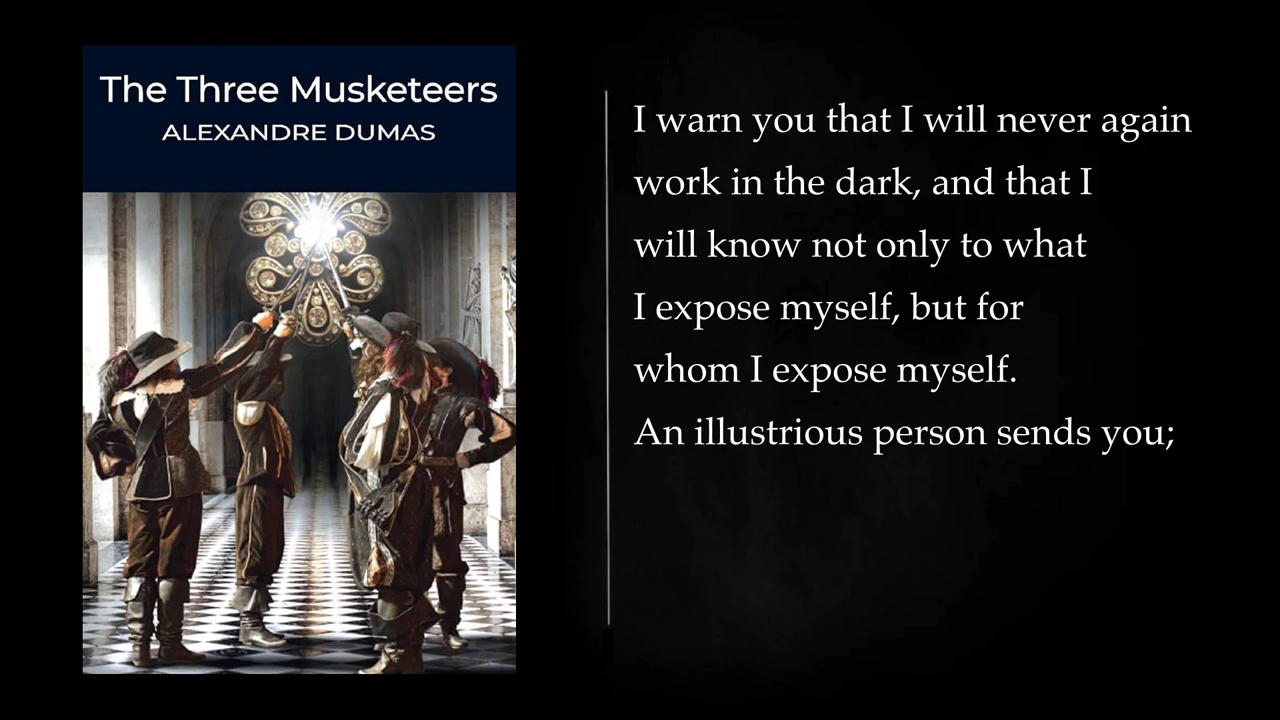 The Three Musketeers
ALEXANDRE DUMAS
I warn you that I will never again
work in the dark, and that I
will know not only to what
I expose myself, but for
whom I expose myself.
An illustrious person sends you;